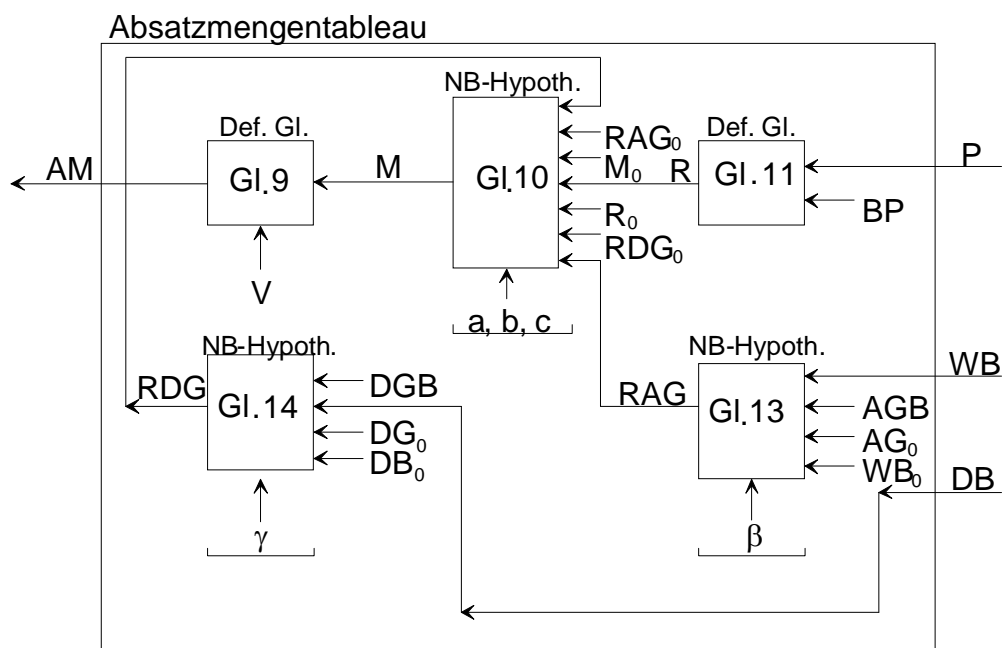 Absatzmengentableau
NB-Hypoth.
Def. Gl.
Def. Gl.
RAG₀
P
AM
M
M₀
R
Gl.9
Gl.10
Gl.11
R₀
BP
RDG₀
V
a, b, c
NB-Hypoth.
NB-Hypoth.
WB
RDG
DGB
RAG
AGB
Gl.14
Gl.13
DG₀
AG₀
DB₀
WB₀
DB
γ
β